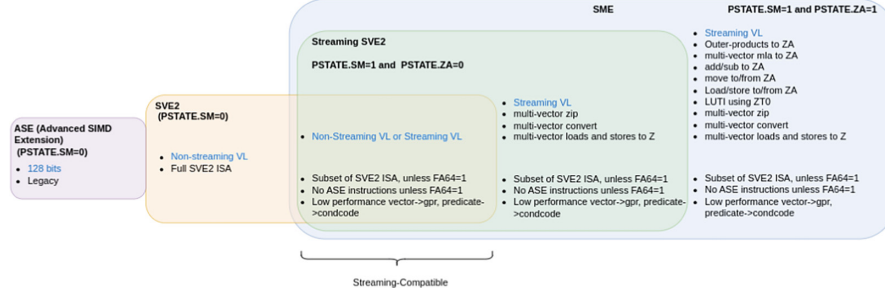 SME
PSTATE.SM=1 and PSTATE.ZA=1
Streaming VL
Outer-products to ZA
multi-vector mla to ZA
add/sub to ZA
move to/from ZA
Load/store to/from ZA
LUTI using ZT0
multi-vector zip
multi-vector convert
multi-vector loads and stores to Z
Subset of SVE2 ISA, unless FA64=1
No ASE instructions unless FA64=1
Low performance vector->gpr,
predicate->condcode
Streaming SVE2
PSTATE.SM=1 and PSTATE.ZA=0
Streaming VL
multi-vector zip
multi-vector convert
multi-vector loads and stores to Z
Subset of SVE2 ISA, unless FA64=1
No ASE instructions unless FA64=1
Low performance vector->gpr, predicate-
>condcode
SVE2
(PSTATE.SM=0)
Non-streaming VL
Full SVE2 ISA
Non-Streaming VL or Streaming VL
Subset of SVE2 ISA, unless FA64=1
No ASE instructions unless FA64=1
Low performance vector->gpr, predicate-
>condcode
ASE (Advanced SIMD
Extension)
(PSTATE.SM=0)
128 bits
Legacy
Streaming-Compatible